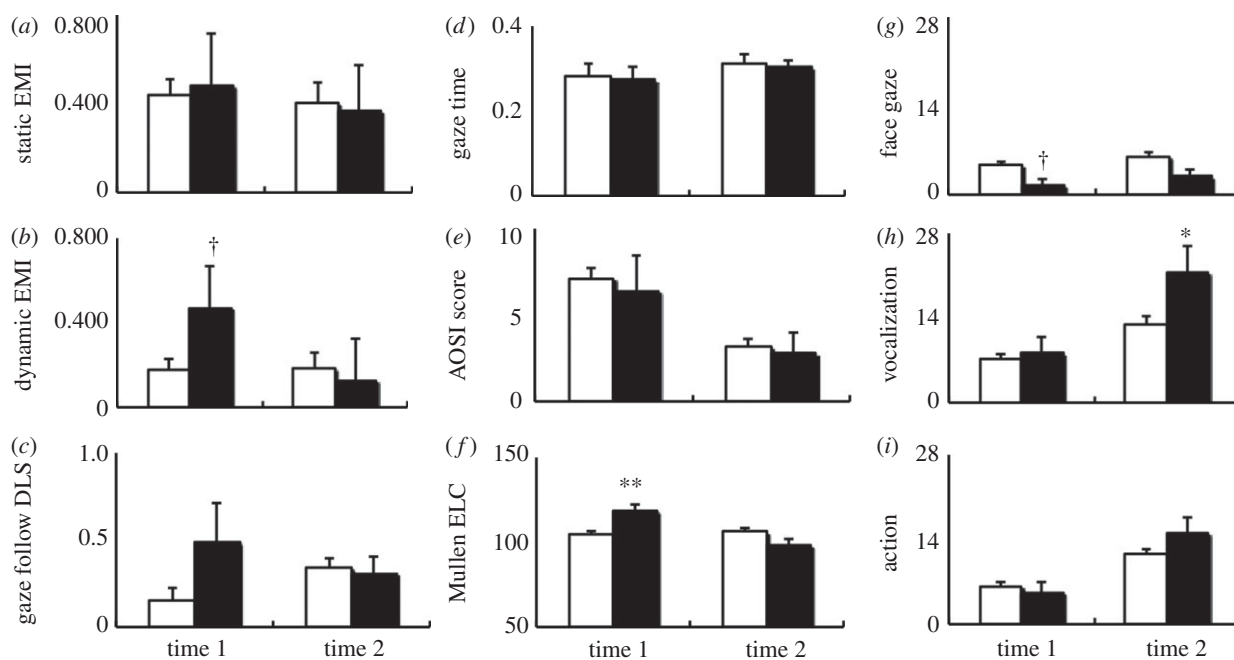 (a)
0.800
0.400
0
static EMI
(b)
0.800
0.400
0
dynamic EMI
†
(c)
1.0
0.5
0
gaze follow DLS
time 1 time 2
(d)
0.4
0.2
0
gaze time
(e)
10
5
0
AOSI score
(f)
150
100
50
Mullen ELC
**
time 1 time 2
(g)
28
14
0
face gaze
†
(h)
28
14
0
vocalization
*
(i)
28
14
0
action
time 1 time 2